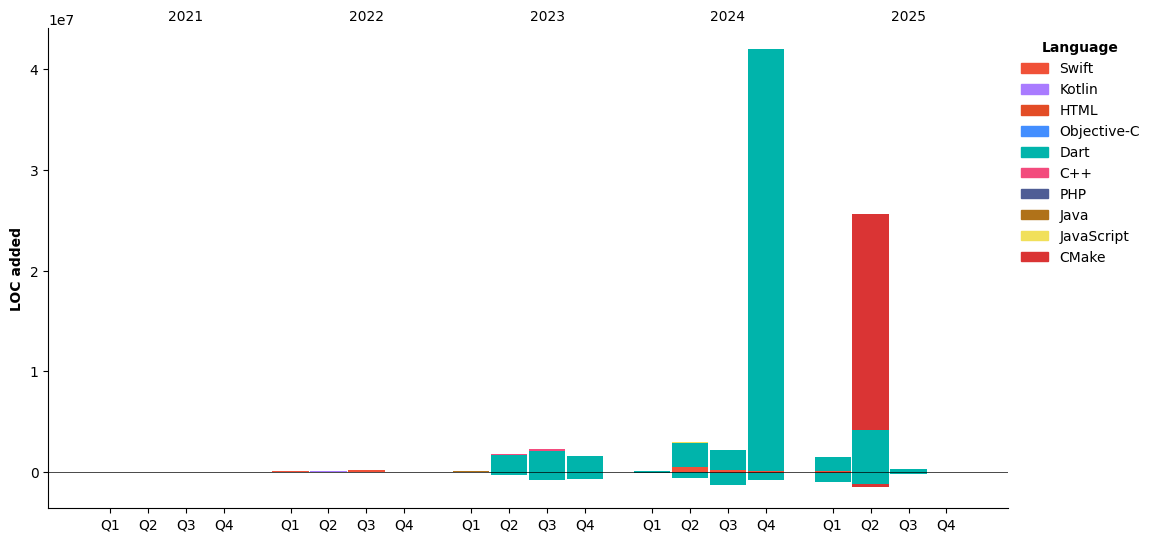 2021 2022 2023 2024 2025
1e7
4
3
2
1
0
LOC added
Q1 Q2 Q3 Q4 Q1 Q2 Q3 Q4 Q1 Q2 Q3 Q4 Q1 Q2 Q3 Q4 Q1 Q2 Q3 Q4
Language
Swift
Kotlin
HTML
Objective-C
Dart
C++
PHP
Java
JavaScript
CMake